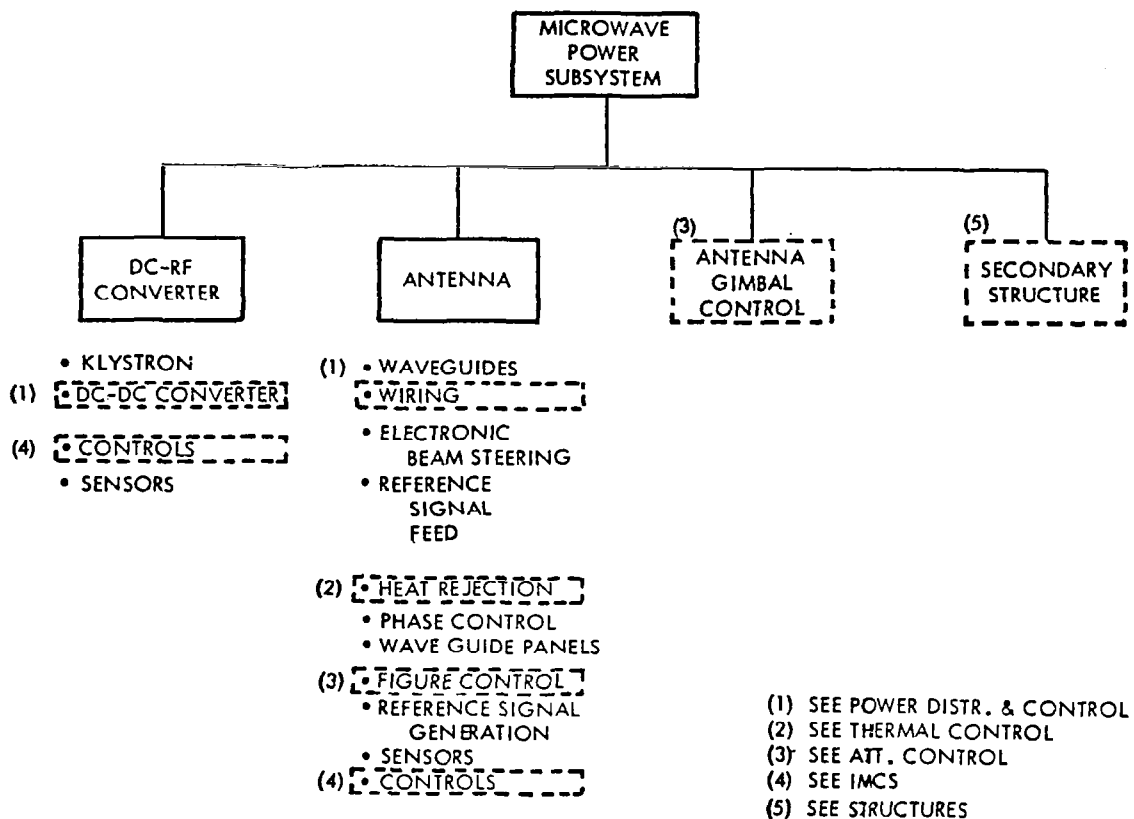 MICROWAVE
POWER
SUBSYSTEM
DC-RF
CONVERTER
• KLYSTRON
(1) • DC-DC CONVERTER
(4) • CONTROLS
• SENSORS
ANTENNA
(1) • WAVEGUIDES
• WIRING
• ELECTRONIC
BEAM STEERING
• REFERENCE
SIGNAL
FEED
(2) • HEAT REJECTION
• PHASE CONTROL
• WAVE GUIDE PANELS
(3) • FIGURE CONTROL
• REFERENCE SIGNAL
GENERATION
• SENSORS
(4) • CONTROLS
(3)
ANTENNA
GIMBAL
CONTROL
(5)
SECONDARY
STRUCTURE
(1) SEE POWER DISTR. & CONTROL
(2) SEE THERMAL CONTROL
(3) SEE ATT. CONTROL
(4) SEE IMCS
(5) SEE STRUCTURES